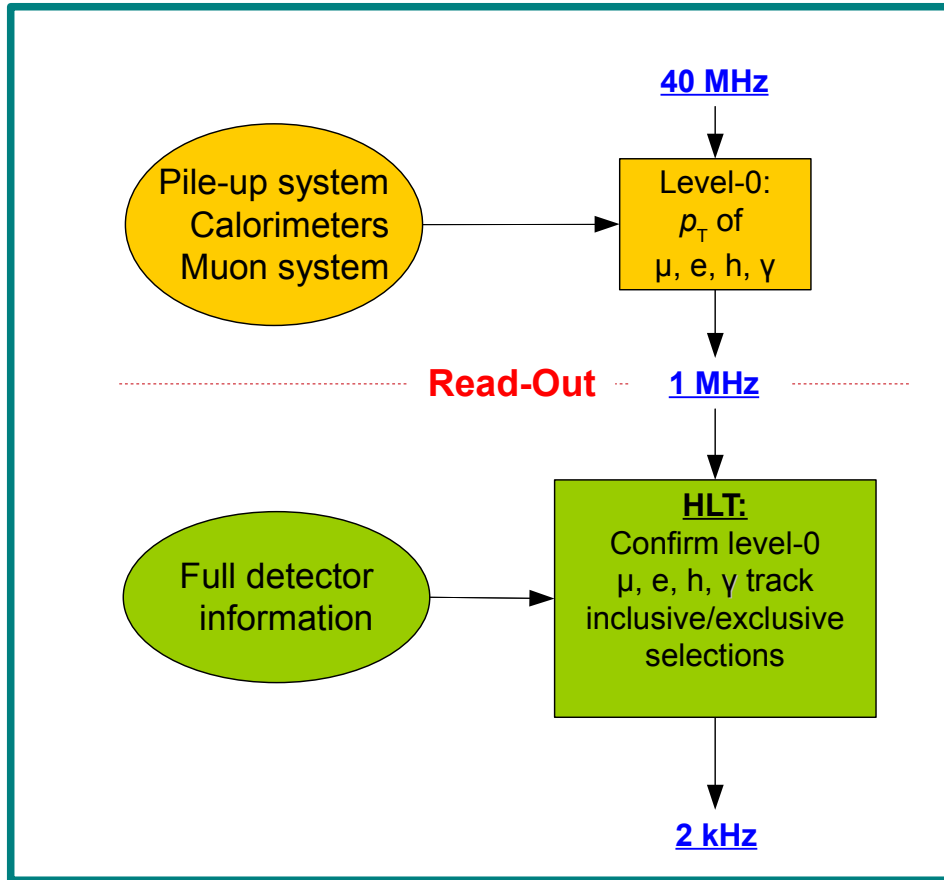 40 MHz
Pile-up system
Calorimeters
Muon system
Level-0:
p_T of
μ, e, h, γ
Read-Out
1 MHz
Full detector
information
HLT:
Confirm level-0
μ, e, h, γ track
inclusive/exclusive
selections
2 kHz